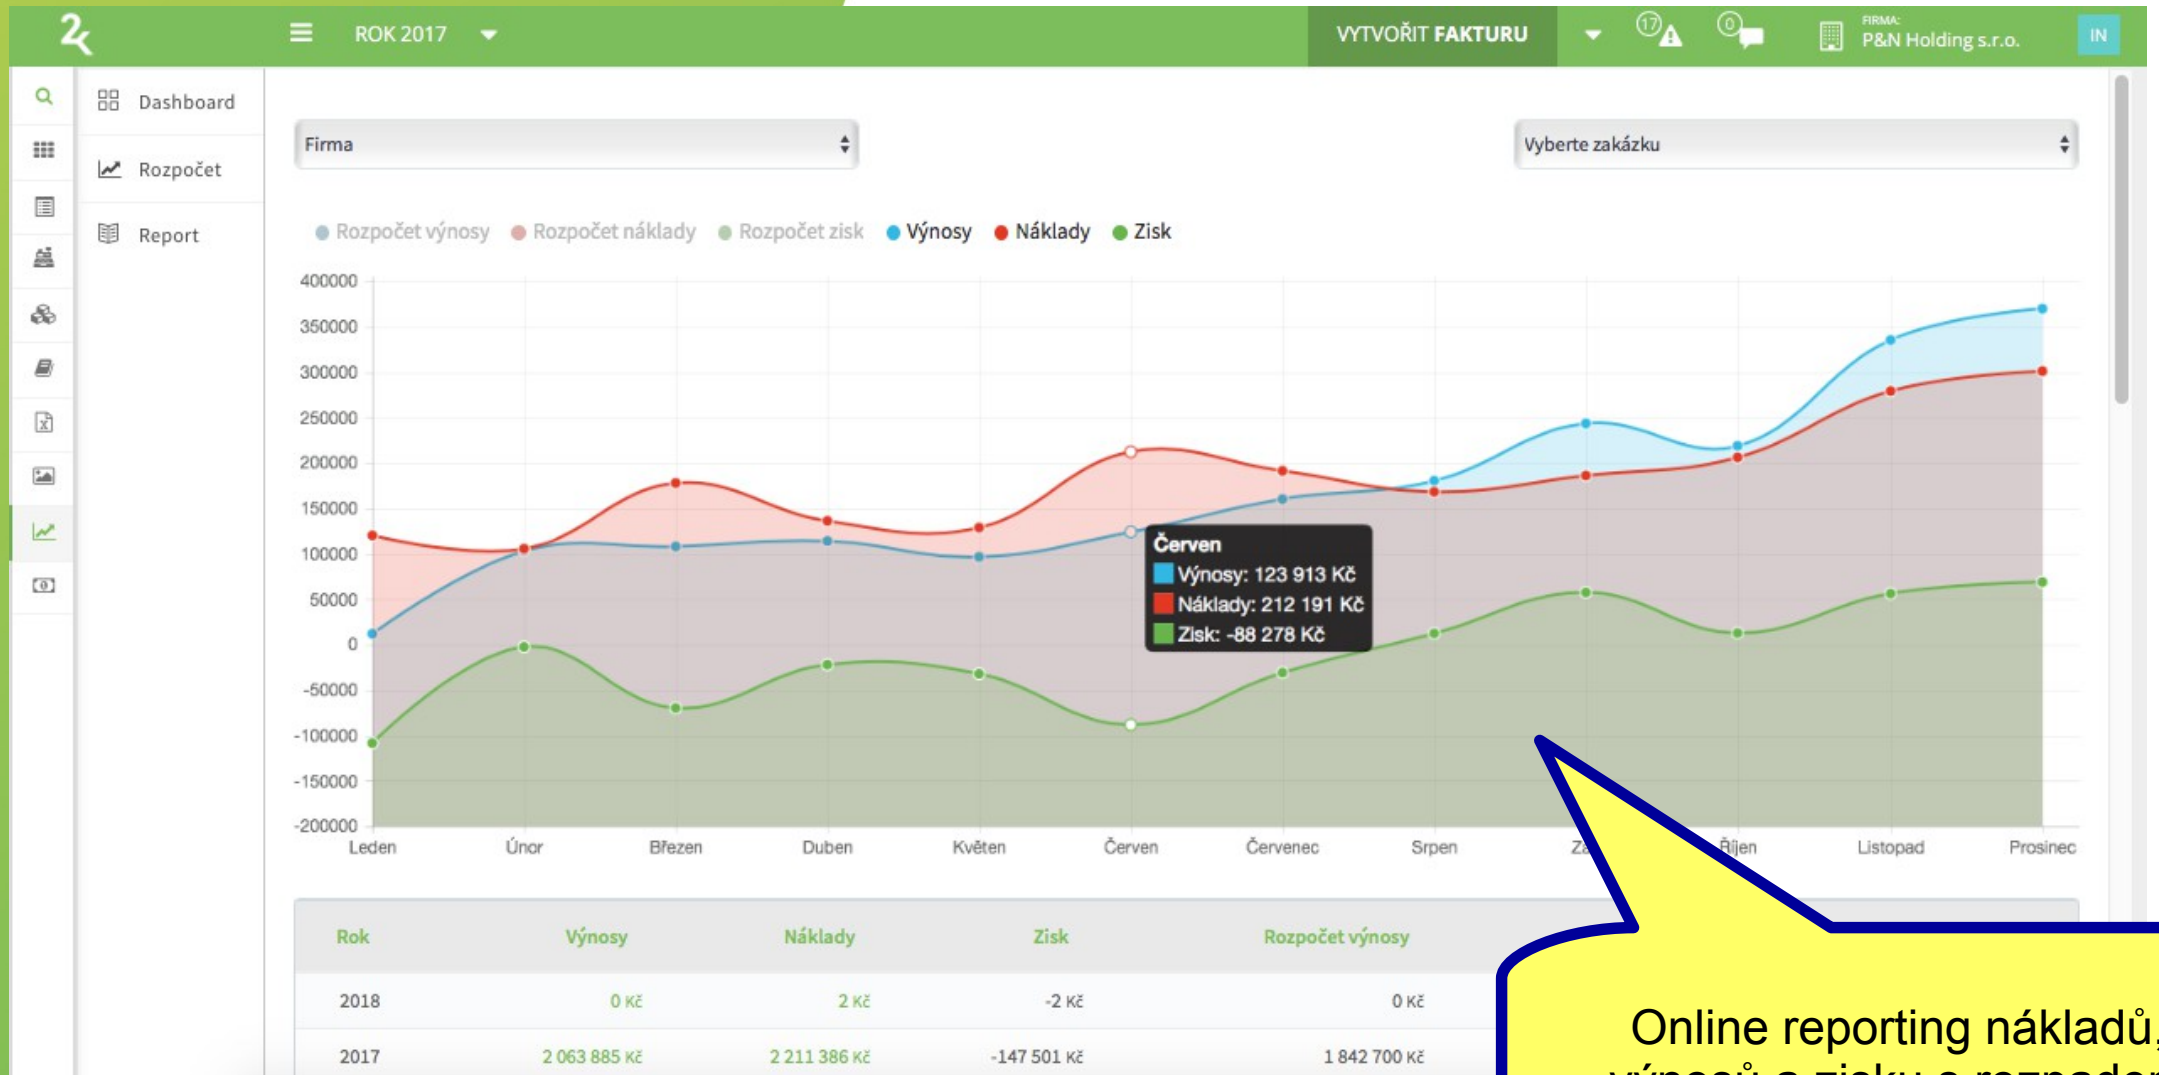 2k
ROK 2017
VYTVOŘIT FAKTURU
17
0
FIRMA:
P&N Holding s.r.o.
IN
Dashboard
Rozpočet
Report
Firma
Vyberte zakázku
Rozpočet výnosy Rozpočet náklady Rozpočet zisk Výnosy Náklady Zisk
400000
350000
300000
250000
200000
150000
100000
50000
0
-50000
-100000
-150000
-200000
Červen
Výnosy: 123 913 Kč
Náklady: 212 191 Kč
Zisk: -88 278 Kč
Leden Únor Březen Duben Květen Červen Červenec Srpen Říjen Listopad Prosinec
Rok Výnosy Náklady Zisk Rozpočet výnosy
2018 0 Kč 2 Kč -2 Kč 0 Kč
2017 2 063 885 Kč 2 211 386 Kč -147 501 Kč 1 842 700 Kč
Online reporting nákladů,
výnosů a zisku s